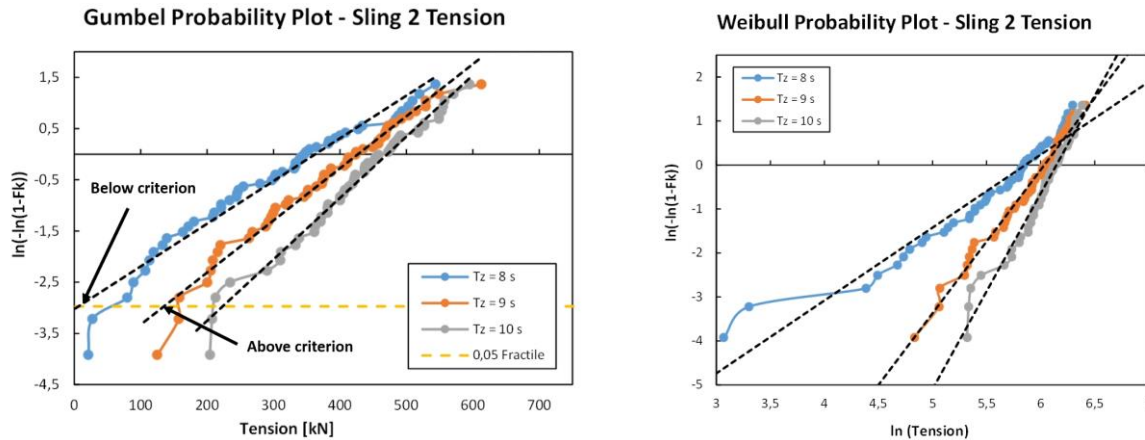 Gumbel Probability Plot - Sling 2 Tension
ln(-ln(1-Fk))
1,5
0,5
-0,5
-1,5
-2,5
-3,5
-4,5
Below criterion
Above criterion
Tz = 8 s
Tz = 9 s
Tz = 10 s
0,05 Fractile
0 100 200 300 400 500 600 700
Tension [kN]
Weibull Probability Plot - Sling 2 Tension
ln(-ln(1-Fk))
2
1
0
-1
-2
-3
-4
-5
Tz = 8 s
Tz = 9 s
Tz = 10 s
3 3,5 4 4,5 5 5,5 6 6,5
ln (Tension)